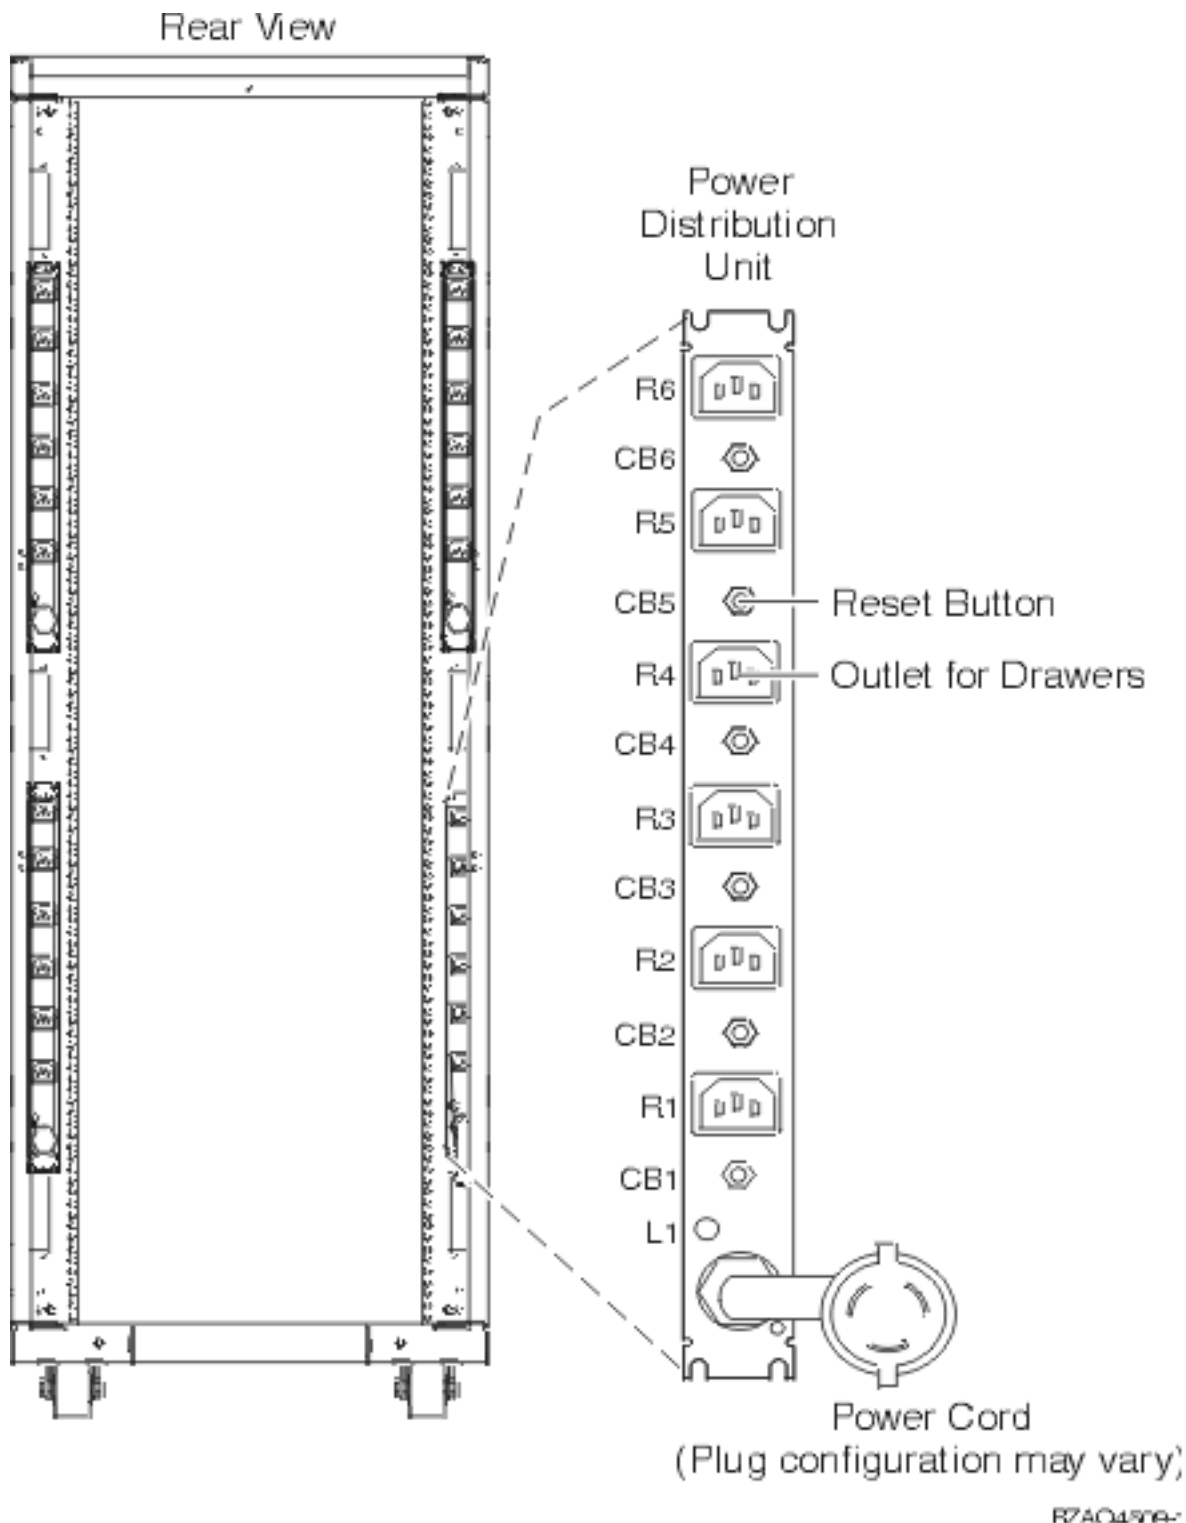 Rear View
Power
Distribution
Unit
R6
CB6
R5
CB5
Reset Button
R4
Outlet for Drawers
CB4
R3
CB3
R2
CB2
R1
CB1
L1
Power Cord
(Plug configuration may vary)